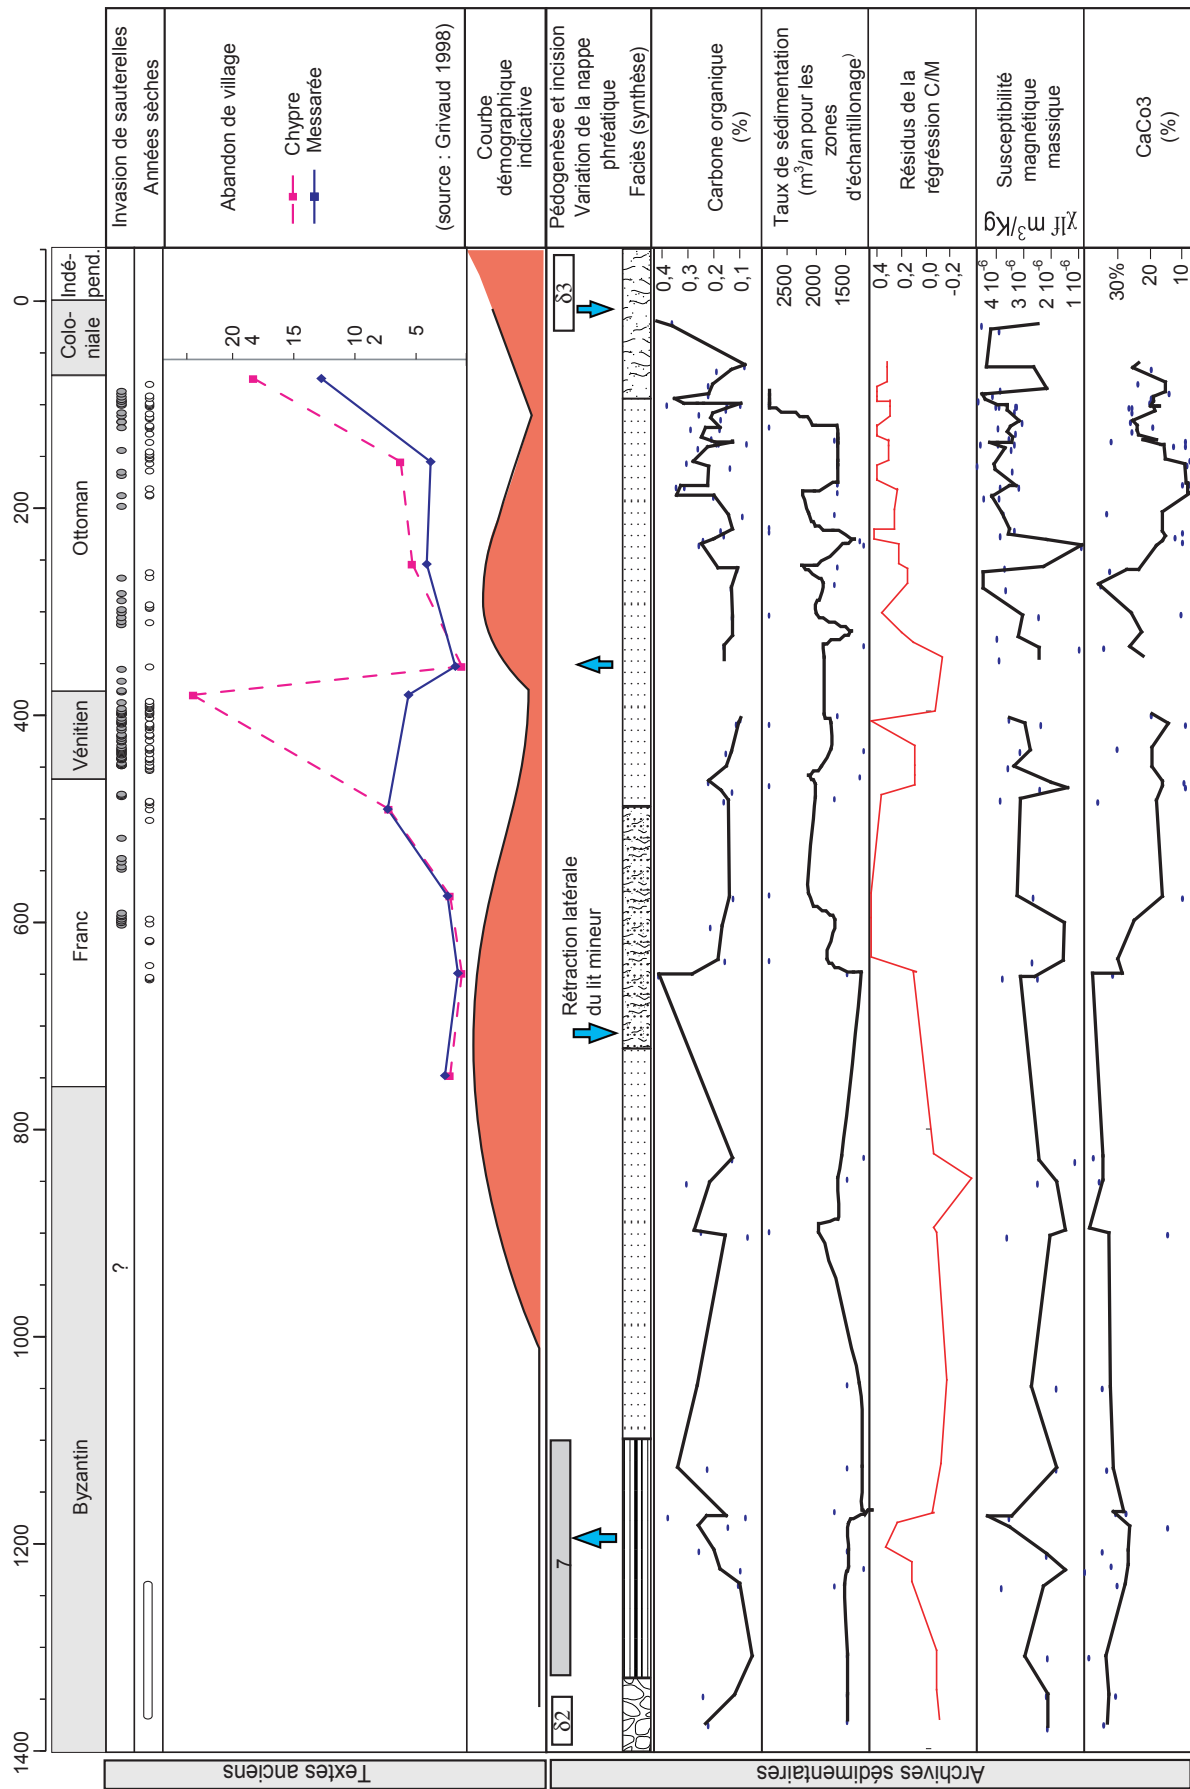 1400
1200
1000
800
600
400
200
0
Byzantin
Franc
Vénitien
Ottoman
Colo-
niale
Indé-
pend.
Textes anciens
?
Invasion de sauterelles
Années sèches
20
15
10
5
4
2
Abandon de village
Chypre
Messarée
(source : Grivaud 1998)
Courbe
démographique
indicative
Archives sédimentaires
δ2
7
Rétraction latérale
du lit mineur
δ3
Pédogenèse et incision
Variation de la nappe
phréatique
Faciès (synthèse)
0,4
0,3
0,2
0,1
Carbone organique
(%)
2500
2000
1500
Taux de sédimentation
(m³/an pour les
zones
d'échantillonage)
0,4
0,2
0,0
-0,2
Résidus de la
régréssion C/M
4 10⁻⁶
3 10⁻⁶
2 10⁻⁶
1 10⁻⁶
χlf m³/Kg
Susceptibilité
magnétique
massique
30%
20
10
CaCo3
(%)